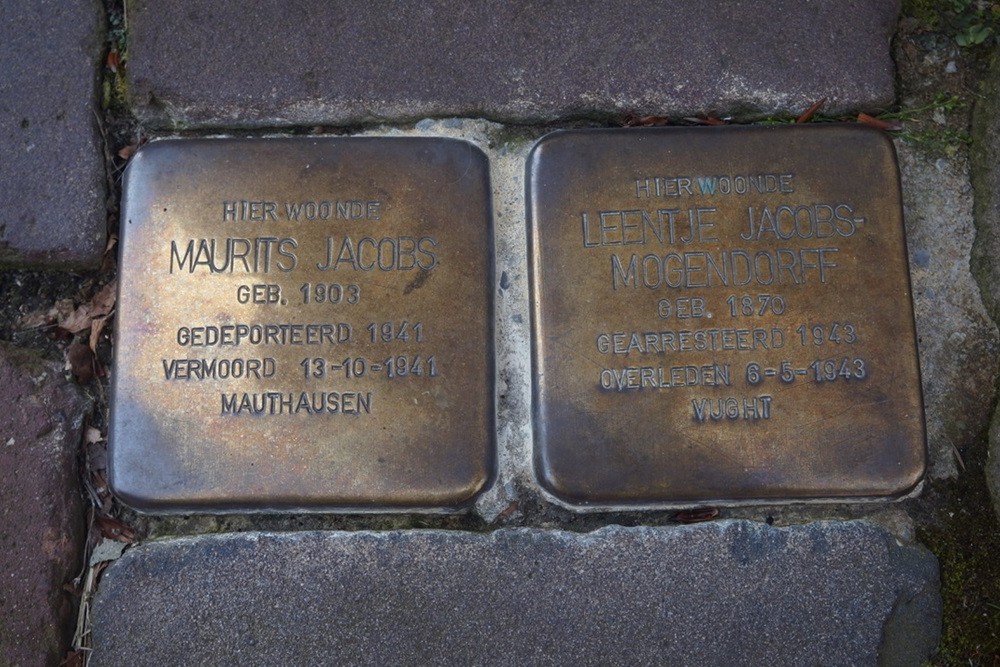 HIER WOONDE
MAURITS JACOBS
GEB. 1903
GEDEPORTEERD 1941
VERMOORD 13-10-1941
MAUTHAUSEN
HIER WOONDE
LEENTJE JACOBS-
MOGENDORFF
GEB. 1870
GEARRESTEERD 1943
OVERLEDEN 6-5-1943
VUGHT